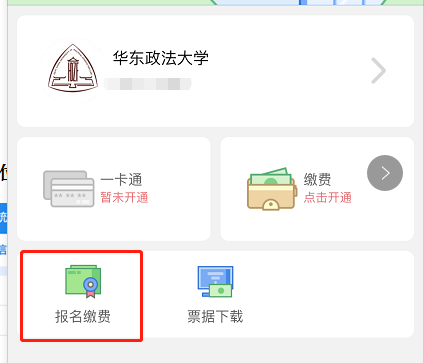 华东政法大学
一卡通
暂未开通
缴费
点击开通
报名缴费
票据下载